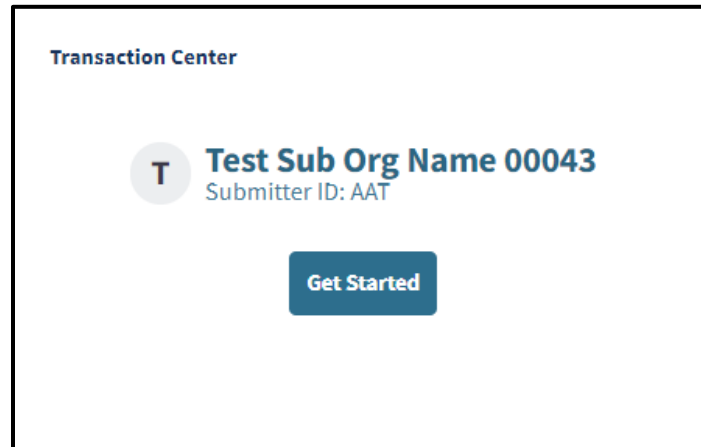 Transaction Center
T
Test Sub Org Name 00043
Submitter ID: AAT
Get Started